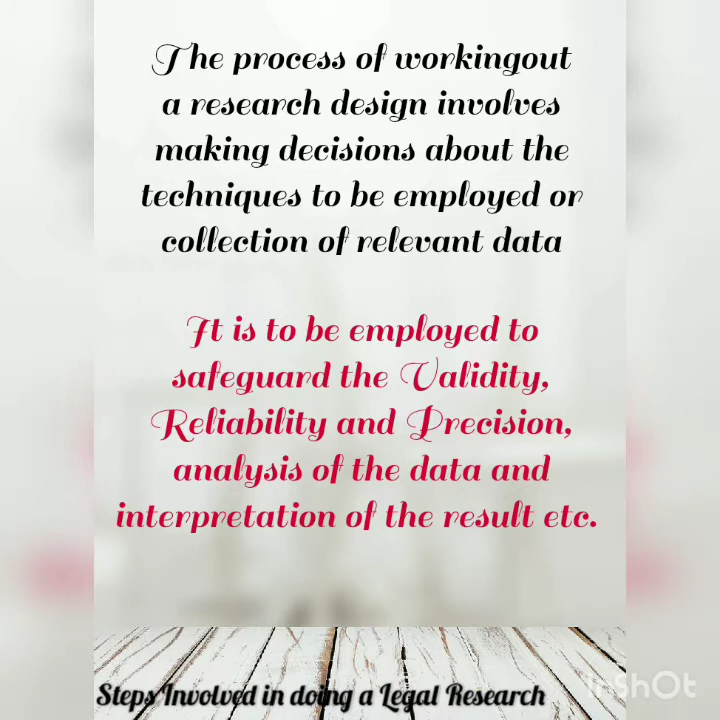 The process of workingout
a research design involves
making decisions about the
techniques to be employed or
collection of relevant data
It is to be employed to
safeguard the Validity,
Reliability and Precision,
analysis of the data and
interpretation of the result etc.
Steps Involved in doing a Legal Research
InShOt